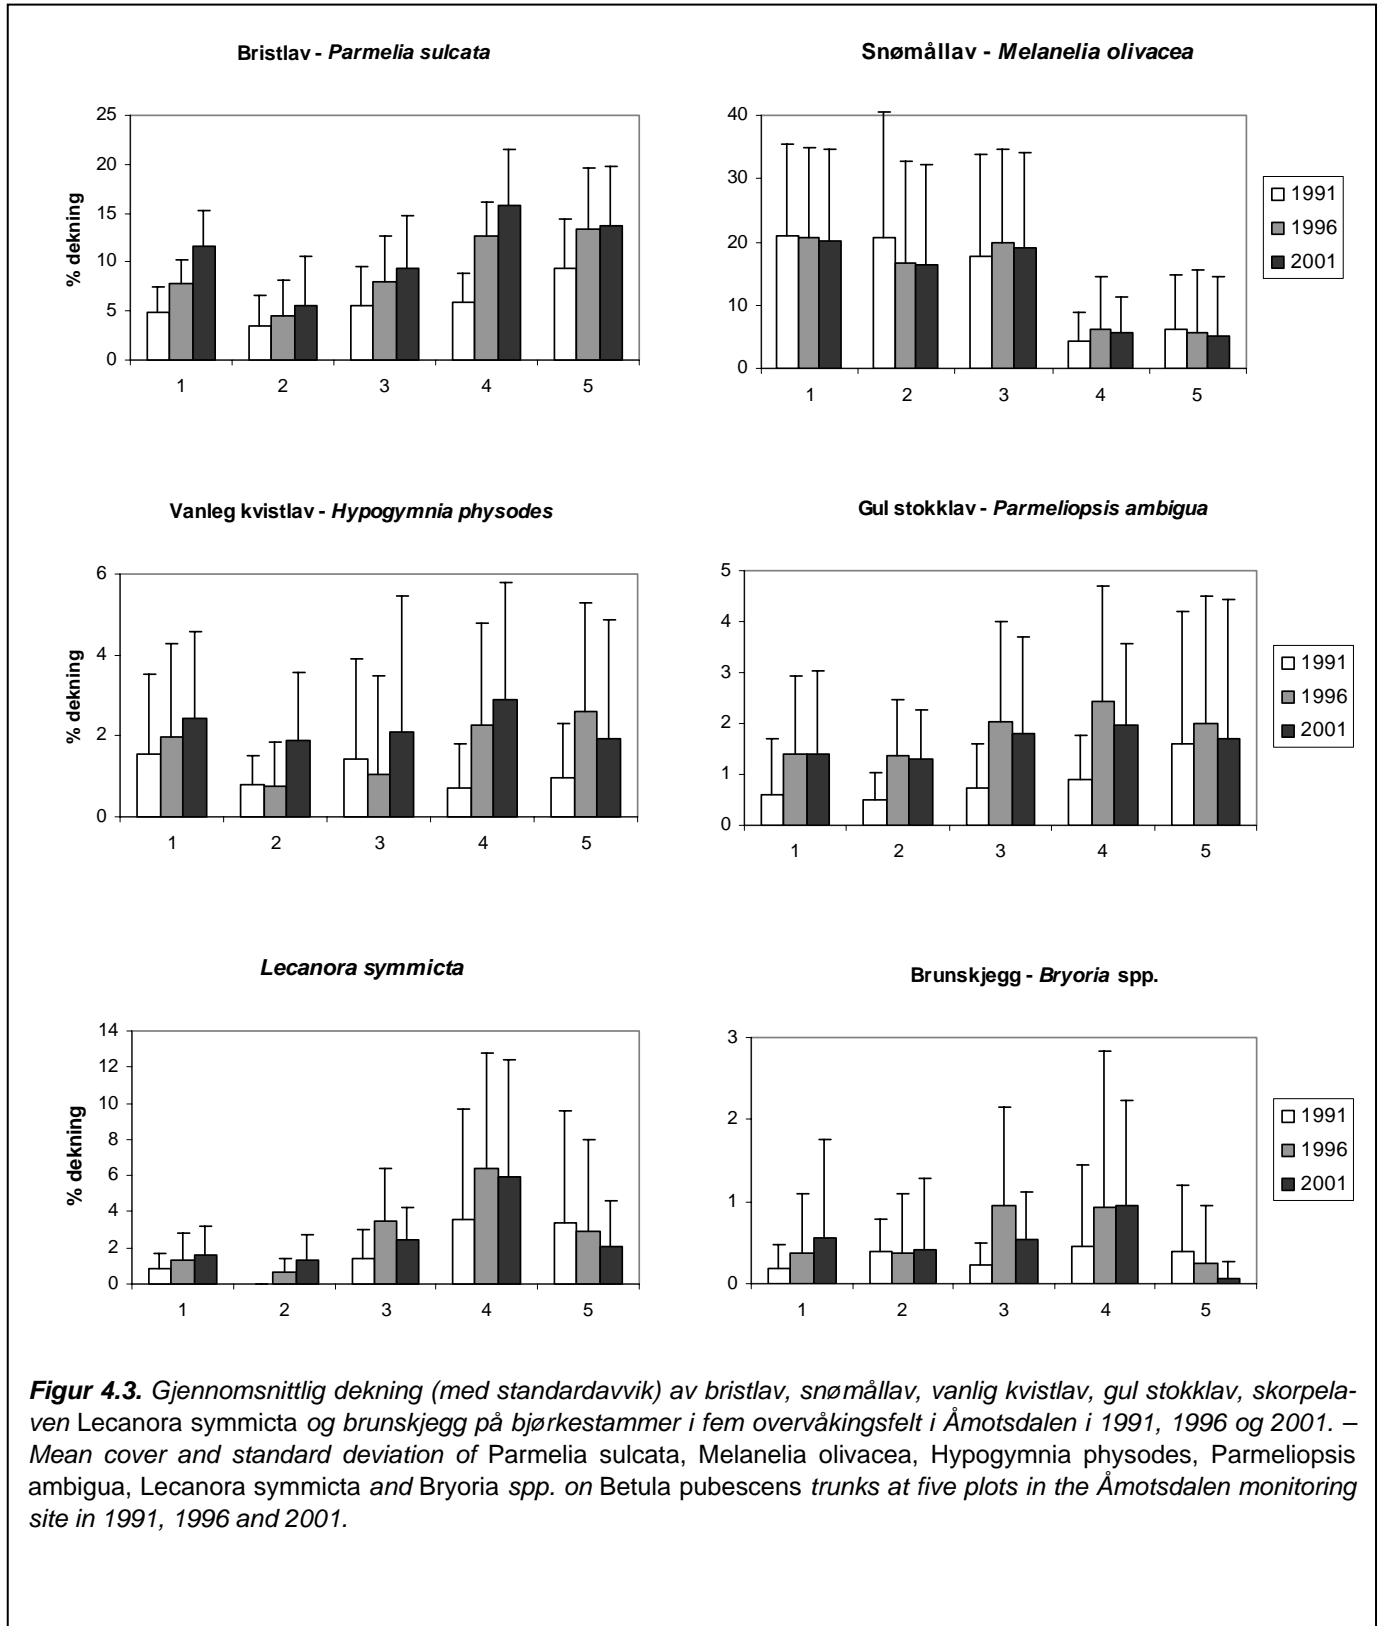 Bristlav - Parmelia sulcata
% dekning
25
20
15
10
5
0
1 2 3 4 5
Snømållav - Melanelia olivacea
40
30
20
10
0
1 2 3 4 5
1991
1996
2001
Vanleg kvistlav - Hypogymnia physodes
% dekning
6
4
2
0
1 2 3 4 5
Gul stokklav - Parmeliopsis ambigua
5
4
3
2
1
0
1 2 3 4 5
1991
1996
2001
Lecanora symmicta
% dekning
14
12
10
8
6
4
2
0
1 2 3 4 5
Brunskjegg - Bryoria spp.
3
2
1
0
1 2 3 4 5
1991
1996
2001
Figur 4.3. Gjennomsnittlig dekning (med standardavvik) av bristlav, snømållav, vanlig kvistlav, gul stokklav, skorpela-
ven Lecanora symmicta og brunskjegg på bjørkestammer i fem overvåkingsfelt i Åmotsdalen i 1991, 1996 og 2001. –
Mean cover and standard deviation of Parmelia sulcata, Melanelia olivacea, Hypogymnia physodes, Parmeliopsis
ambigua, Lecanora symmicta and Bryoria spp. on Betula pubescens trunks at five plots in the Åmotsdalen monitoring
site in 1991, 1996 and 2001.